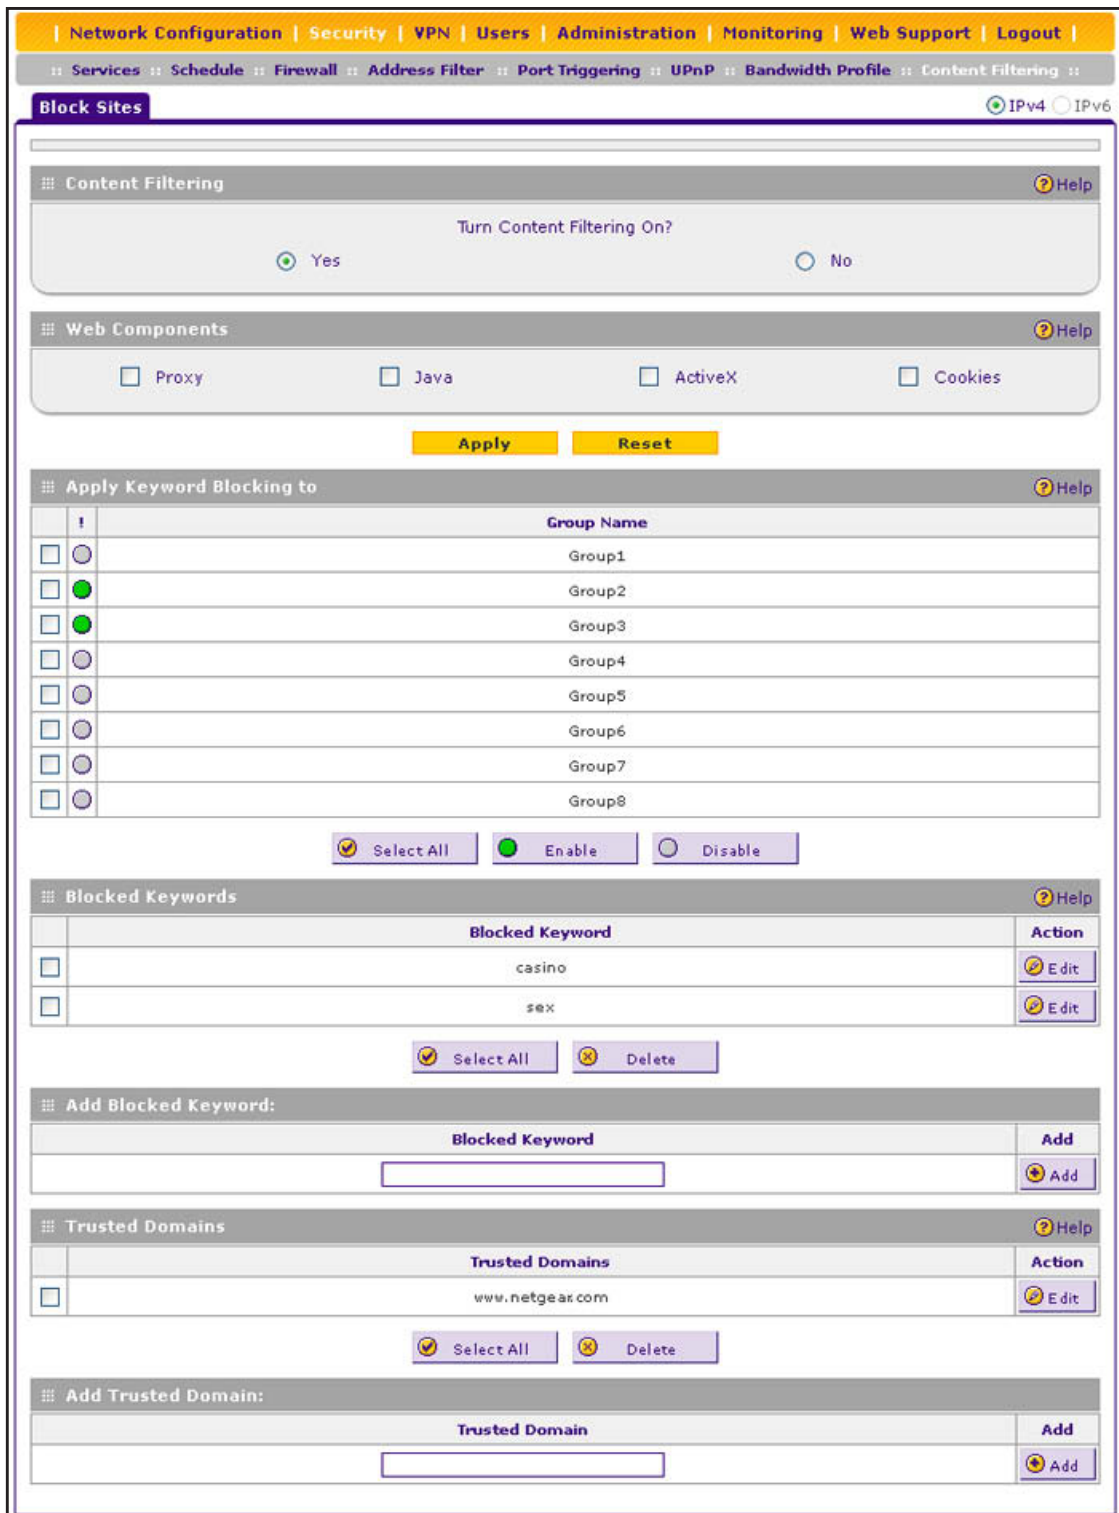 | Network Configuration | Security | VPN | Users | Administration | Monitoring | Web Support | Logout |
:: Services :: Schedule :: Firewall :: Address Filter :: Port Triggering :: UPnP :: Bandwidth Profile :: Content Filtering ::
Block Sites IPv4 IPv6
Content Filtering ?Help
Turn Content Filtering On?
Yes No
Web Components ?Help
Proxy Java ActiveX Cookies
Apply Reset
Apply Keyword Blocking to ?Help
! Group Name
Group1
Group2
Group3
Group4
Group5
Group6
Group7
Group8
Select All Enable Disable
Blocked Keywords ?Help
Blocked Keyword Action
casino Edit
sex Edit
Select All Delete
Add Blocked Keyword:
Blocked Keyword Add
Add
Trusted Domains ?Help
Trusted Domains Action
www.netgear.com Edit
Select All Delete
Add Trusted Domain:
Trusted Domain Add
Add